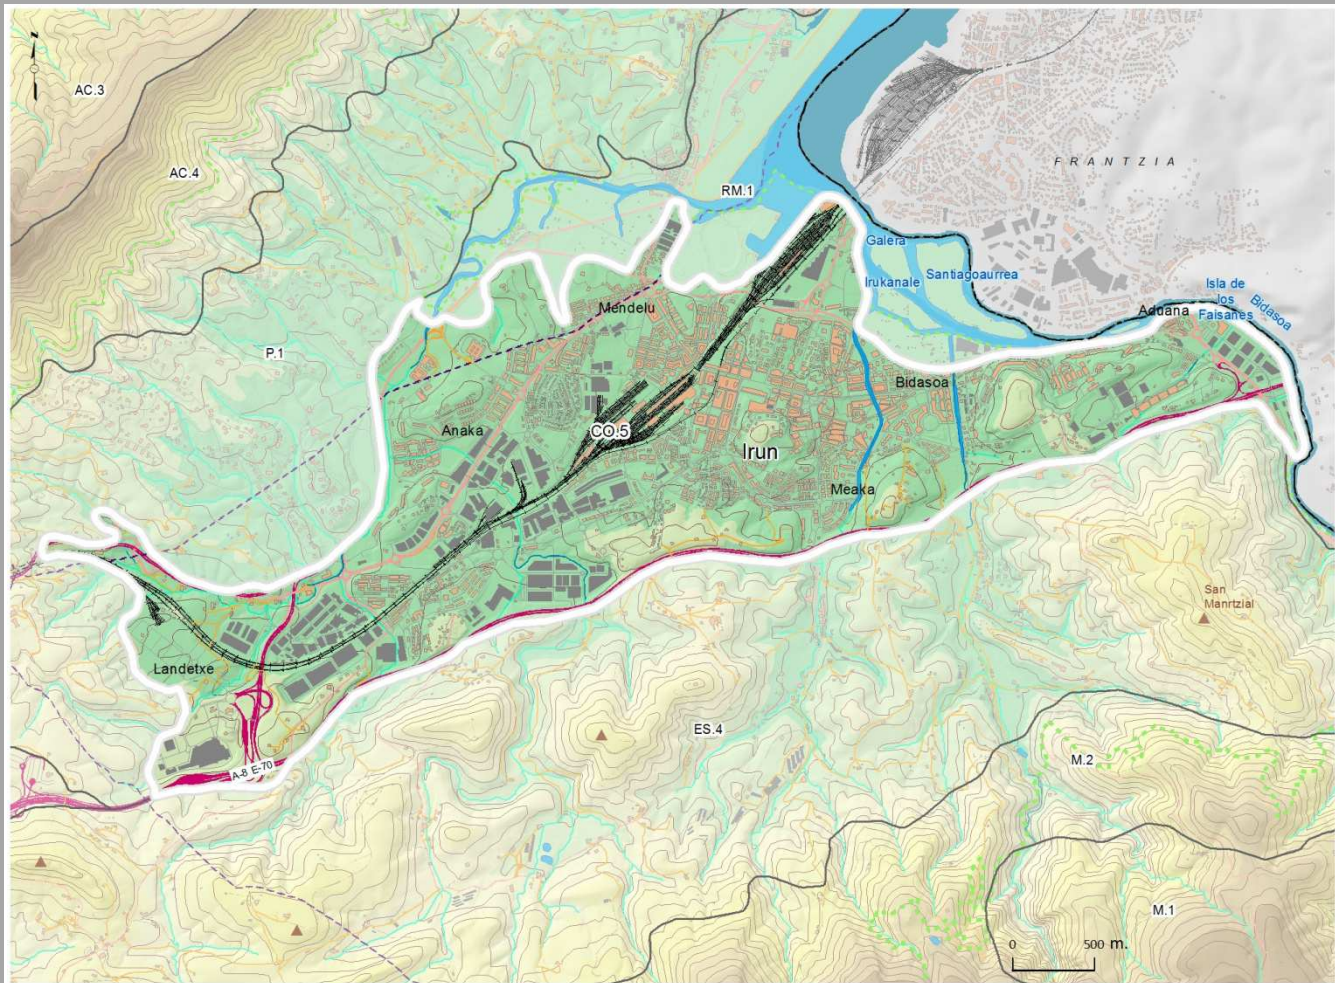 N
AC.3
AC.4
FRANTZIA
RM.1
Galera
Irukanale
Santiagoaurrea
Isla de
los
Faisanes
Bidasoa
Aduana
Mendelu
P.1
Bidasoa
Anaka
CO.5
Irun
Meaka
San
Manrtzial
Landetxe
ES.4
A-8 E-70
M.2
M.1
0 500 m.